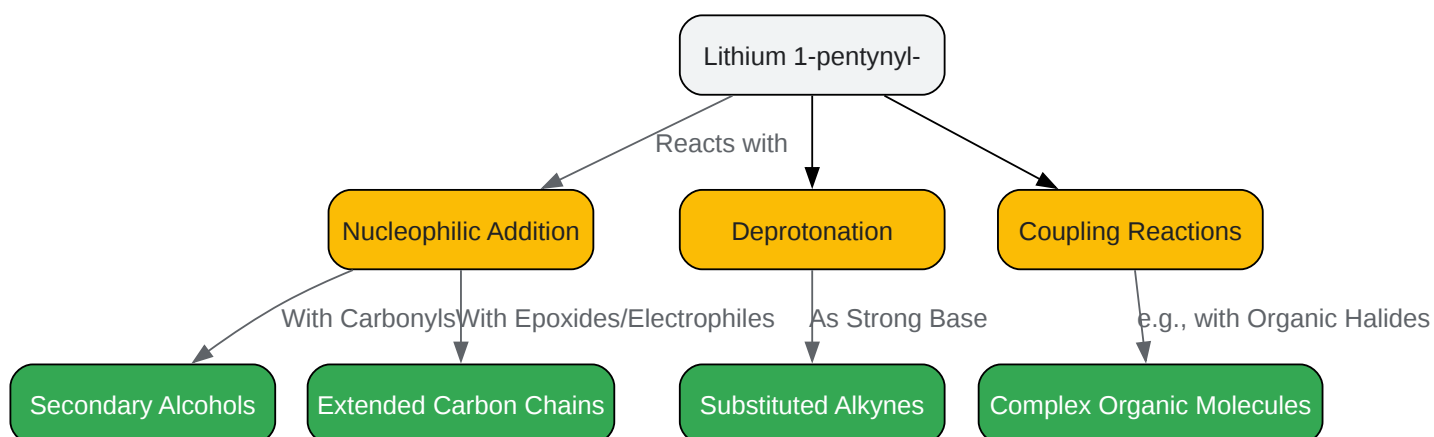 Lithium 1-pentynyl-
Reacts with
Nucleophilic Addition
Deprotonation
Coupling Reactions
With Carbonyls
With Epoxides/Electrophiles
As Strong Base
e.g., with Organic Halides
Secondary Alcohols
Extended Carbon Chains
Substituted Alkynes
Complex Organic Molecules